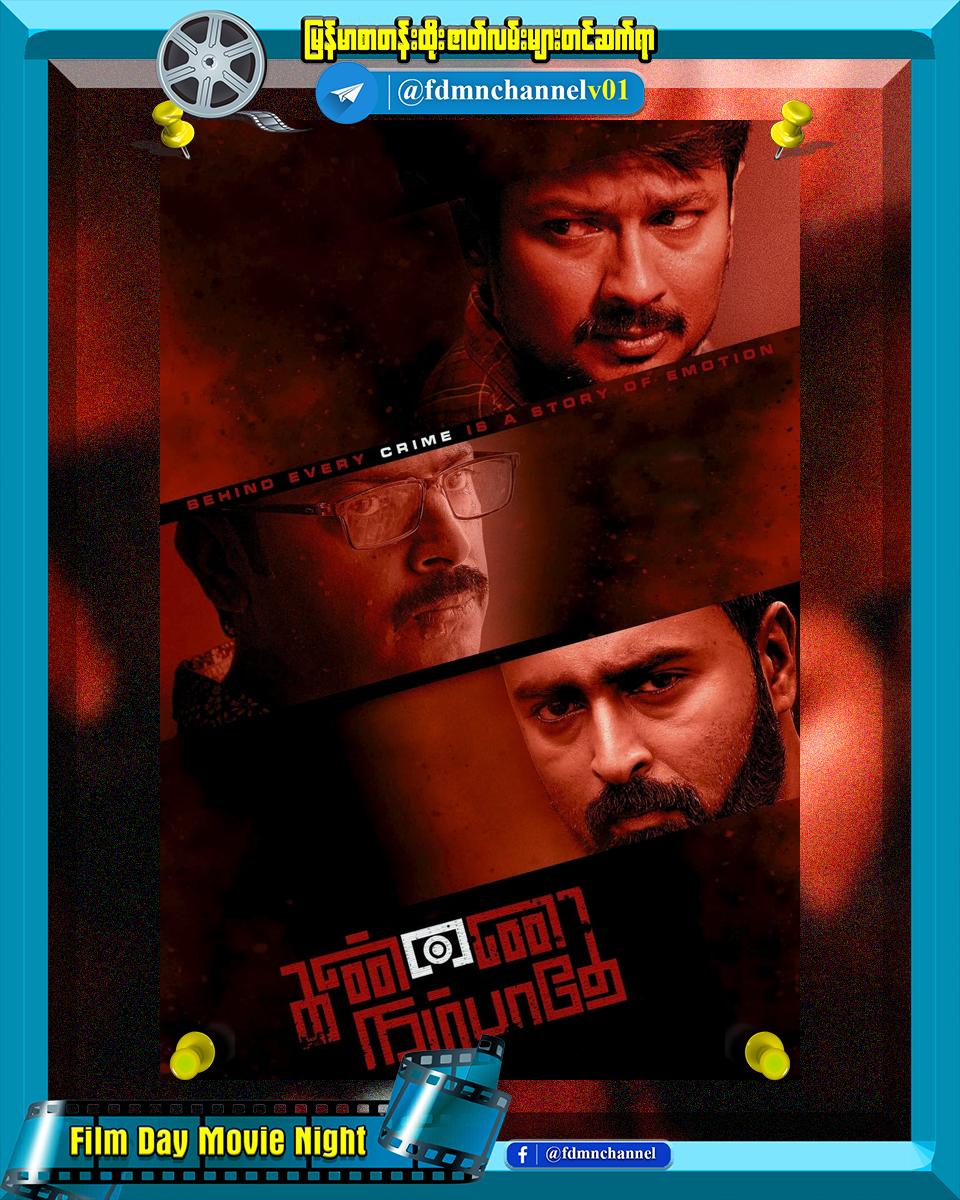 မြန်မာစာတန်းထိုးဇာတ်လမ်းများတင်ဆက်ရာ
@fdmnchannelv01
BEHIND EVERY CRIME IS A STORY OF EMOTION
கண்ணை
நம்பாதே
Film Day Movie Night
@fdmnchannel